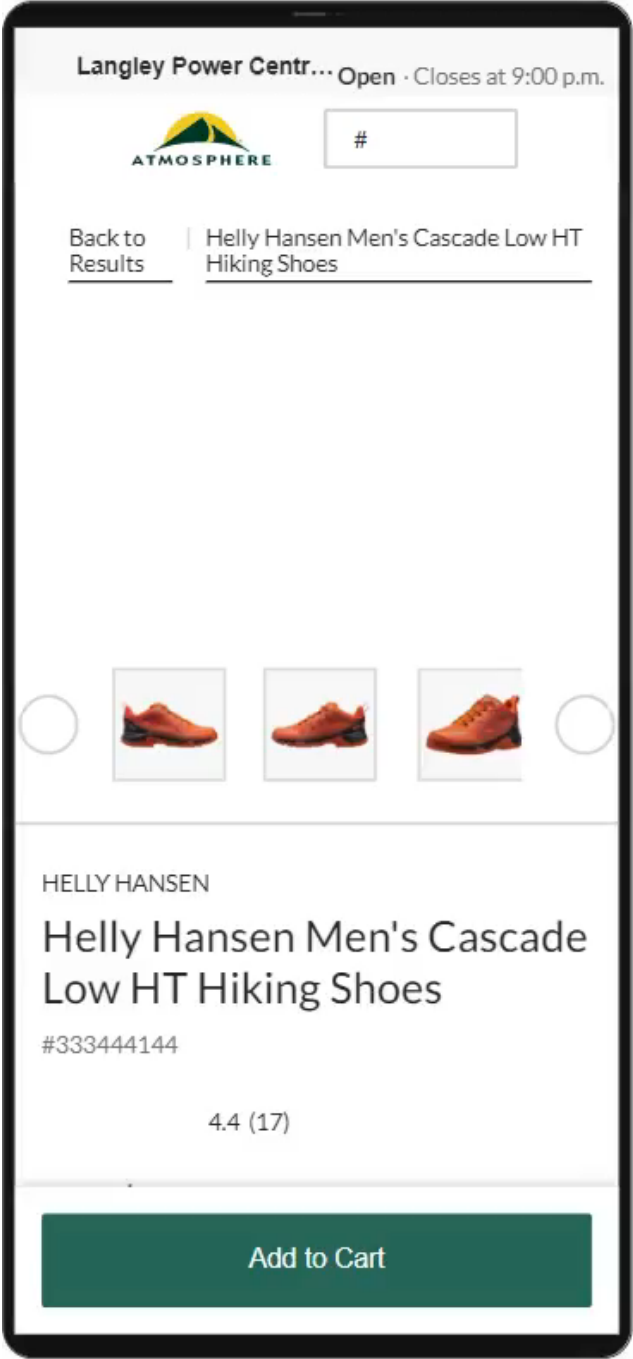 Langley Power Centr... Open · Closes at 9:00 p.m.
ATMOSPHERE
#
Back to
Results
Helly Hansen Men's Cascade Low HT
Hiking Shoes
HELLY HANSEN
Helly Hansen Men's Cascade
Low HT Hiking Shoes
#333444144
4.4 (17)
Add to Cart